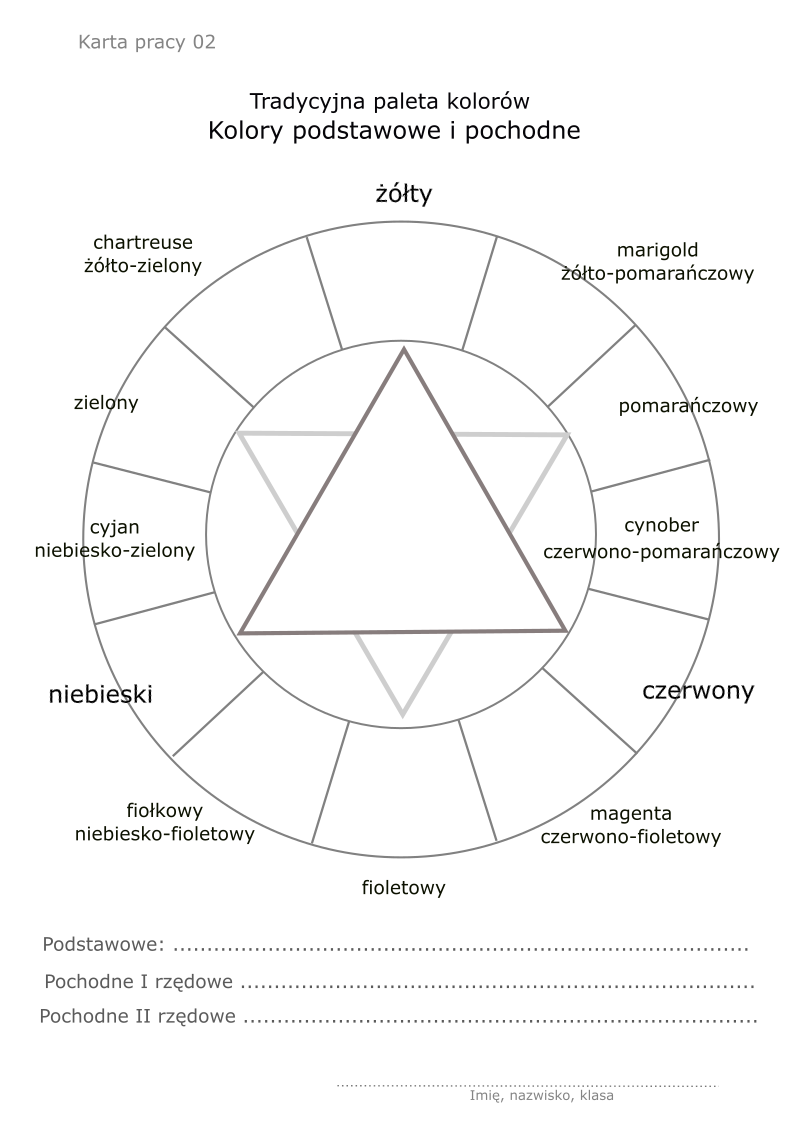 Karta pracy 02
Tradycyjna paleta kolorów
Kolory podstawowe i pochodne
żółty
chartreuse
żółto-zielony
marigold
żółto-pomarańczowy
zielony
pomarańczowy
cyjan
niebiesko-zielony
cynober
czerwono-pomarańczowy
niebieski
czerwony
fiołkowy
niebiesko-fioletowy
magenta
czerwono-fioletowy
fioletowy
Podstawowe: ....................................................................................
Pochodne I rzędowe ...........................................................................
Pochodne II rzędowe ...........................................................................
Imię, nazwisko, klasa